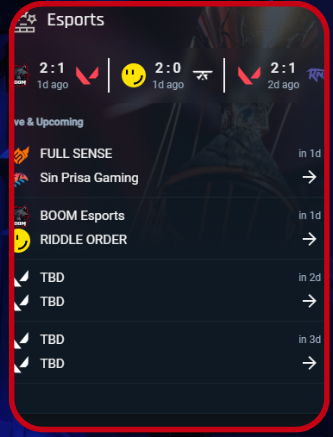 Esports
2:1
1d ago
2:0
1d ago
2:1
2d ago
ve & Upcoming
FULL SENSE
in 1d
Sin Prisa Gaming
BOOM Esports
in 1d
RIDDLE ORDER
TBD
in 2d
TBD
TBD
in 3d
TBD